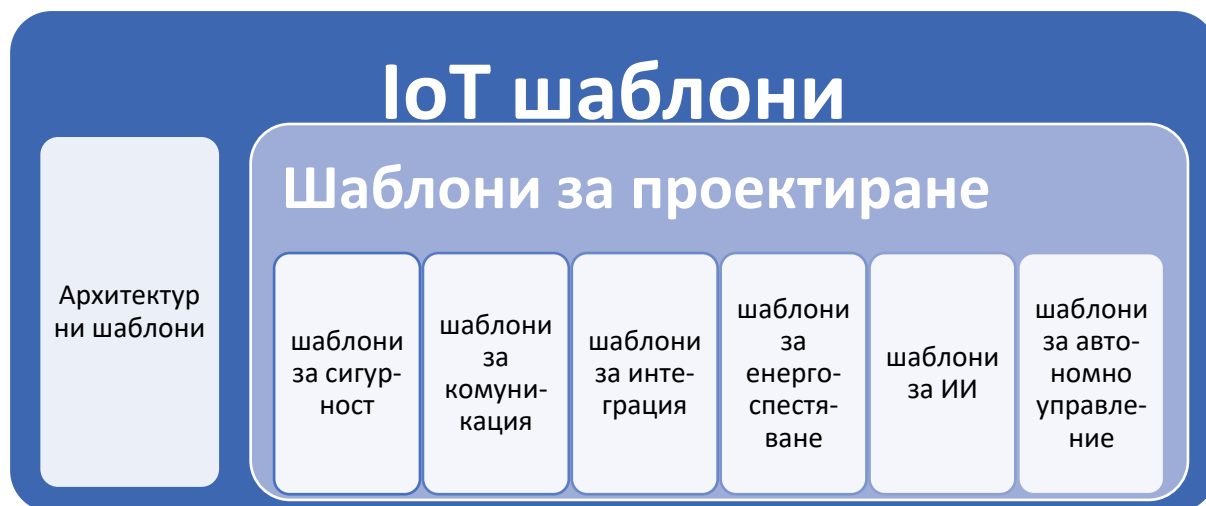 IoT шаблони
Шаблони за проектиране
Архитектур
ни шаблони
шаблони
за сигур-
ност
шаблони
за
комуни-
кация
шаблони
за инте-
грация
шаблони
за
енерго-
спестя-
ване
шаблони
за ИИ
шаблони
за авто-
номно
управле-
ние